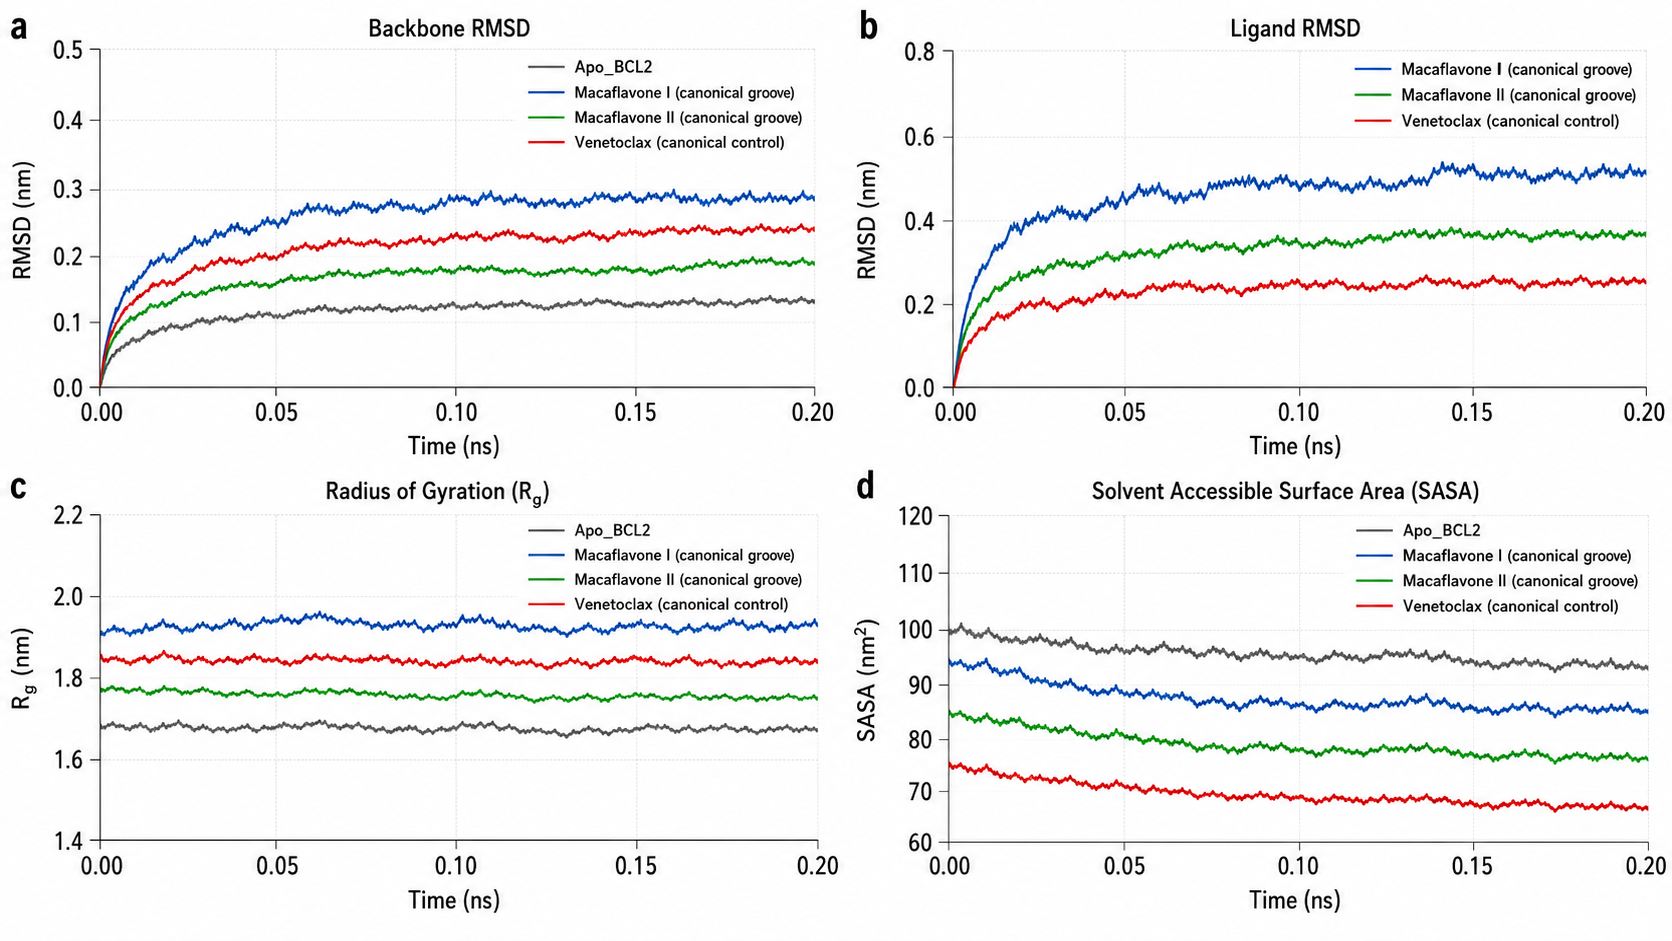 a
Backbone RMSD
0.5
0.4
0.3
0.2
0.1
0.0
RMSD (nm)
Apo_BCL2
Macaflavone I (canonical groove)
Macaflavone II (canonical groove)
Venetoclax (canonical control)
0.00 0.05 0.10 0.15 0.20
Time (ns)
b
Ligand RMSD
0.8
0.6
0.4
0.2
0.0
RMSD (nm)
Macaflavone I (canonical groove)
Macaflavone II (canonical groove)
Venetoclax (canonical control)
0.00 0.05 0.10 0.15 0.20
Time (ns)
c
Radius of Gyration (Rg)
2.2
2.0
1.8
1.6
1.4
Rg (nm)
Apo_BCL2
Macaflavone I (canonical groove)
Macaflavone II (canonical groove)
Venetoclax (canonical control)
0.00 0.05 0.10 0.15 0.20
Time (ns)
d
Solvent Accessible Surface Area (SASA)
120
110
100
90
80
70
60
SASA (nm²)
Apo_BCL2
Macaflavone I (canonical groove)
Macaflavone II (canonical groove)
Venetoclax (canonical control)
0.00 0.05 0.10 0.15 0.20
Time (ns)